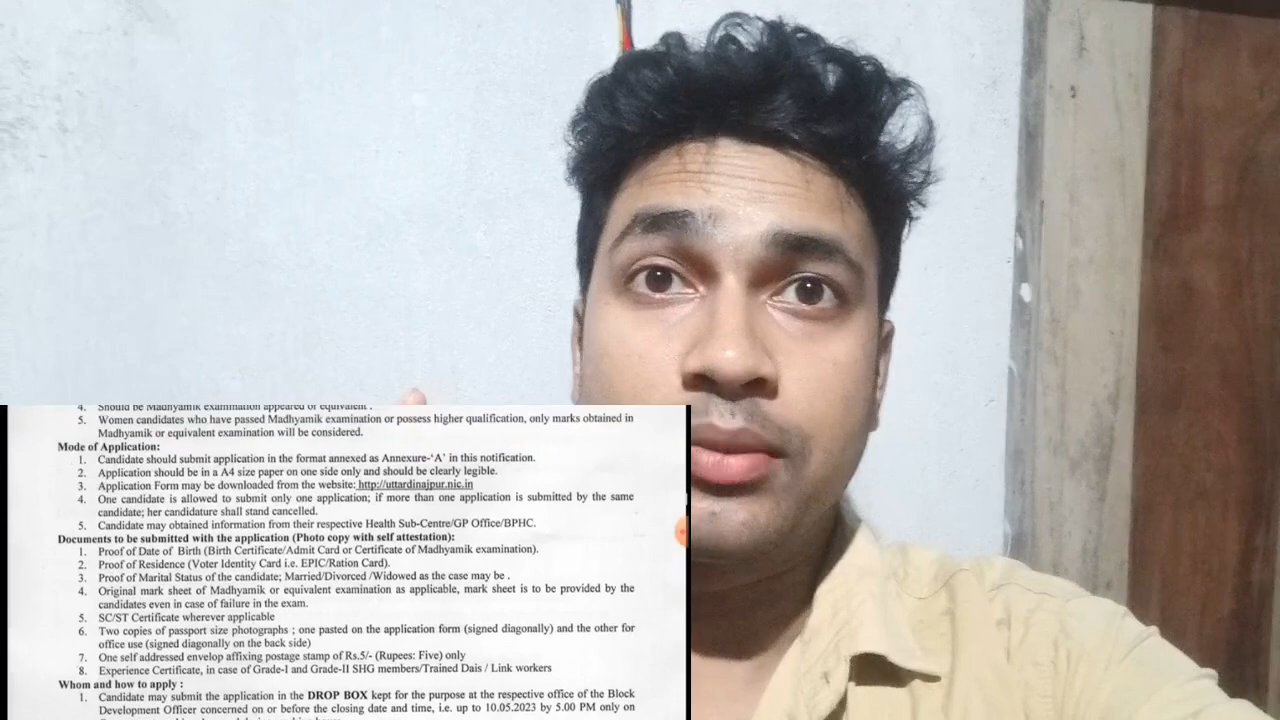 4. Should be Madhyamik examination appeared or equivalent .
5. Women candidates who have passed Madhyamik examination or possess higher qualification, only marks obtained in
Madhyamik or equivalent examination will be considered.
Mode of Application:
1. Candidate should submit application in the format annexed as Annexure-‘A’ in this notification.
2. Application should be in a A4 size paper on one side only and should be clearly legible.
3. Application Form may be downloaded from the website: http://uttardinajpur.nic.in
4. One candidate is allowed to submit only one application; if more than one application is submitted by the same
candidate; her candidature shall stand cancelled.
5. Candidate may obtained information from their respective Health Sub-Centre/GP Office/BPHC.
Documents to be submitted with the application (Photo copy with self attestation):
1. Proof of Date of Birth (Birth Certificate/Admit Card or Certificate of Madhyamik examination).
2. Proof of Residence (Voter Identity Card i.e. EPIC/Ration Card).
3. Proof of Marital Status of the candidate; Married/Divorced /Widowed as the case may be .
4. Original mark sheet of Madhyamik or equivalent examination as applicable, mark sheet is to be provided by the
candidates even in case of failure in the exam.
5. SC/ST Certificate wherever applicable
6. Two copies of passport size photographs ; one pasted on the application form (signed diagonally) and the other for
office use (signed diagonally on the back side)
7. One self addressed envelop affixing postage stamp of Rs.5/- (Rupees: Five) only
8. Experience Certificate, in case of Grade-I and Grade-II SHG members/Trained Dais / Link workers
Whom and how to apply :
1. Candidate may submit the application in the DROP BOX kept for the purpose at the respective office of the Block
Development Officer concerned on or before the closing date and time, i.e. up to 10.05.2023 by 5.00 PM only on